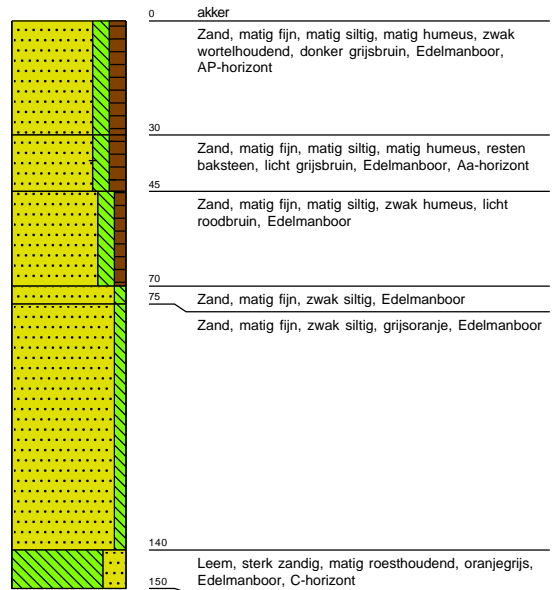 0 akker
Zand, matig fijn, matig siltig, matig humeus, zwak
wortelhoudend, donker grijsbruin, Edelmanboor,
AP-horizont
30
Zand, matig fijn, matig siltig, matig humeus, resten
baksteen, licht grijsbruin, Edelmanboor, Aa-horizont
45
Zand, matig fijn, matig siltig, zwak humeus, licht
roodbruin, Edelmanboor
70
75 Zand, matig fijn, zwak siltig, Edelmanboor
Zand, matig fijn, zwak siltig, grijsoranje, Edelmanboor
140
Leem, sterk zandig, matig roesthoudend, oranjegrijs,
150 Edelmanboor, C-horizont